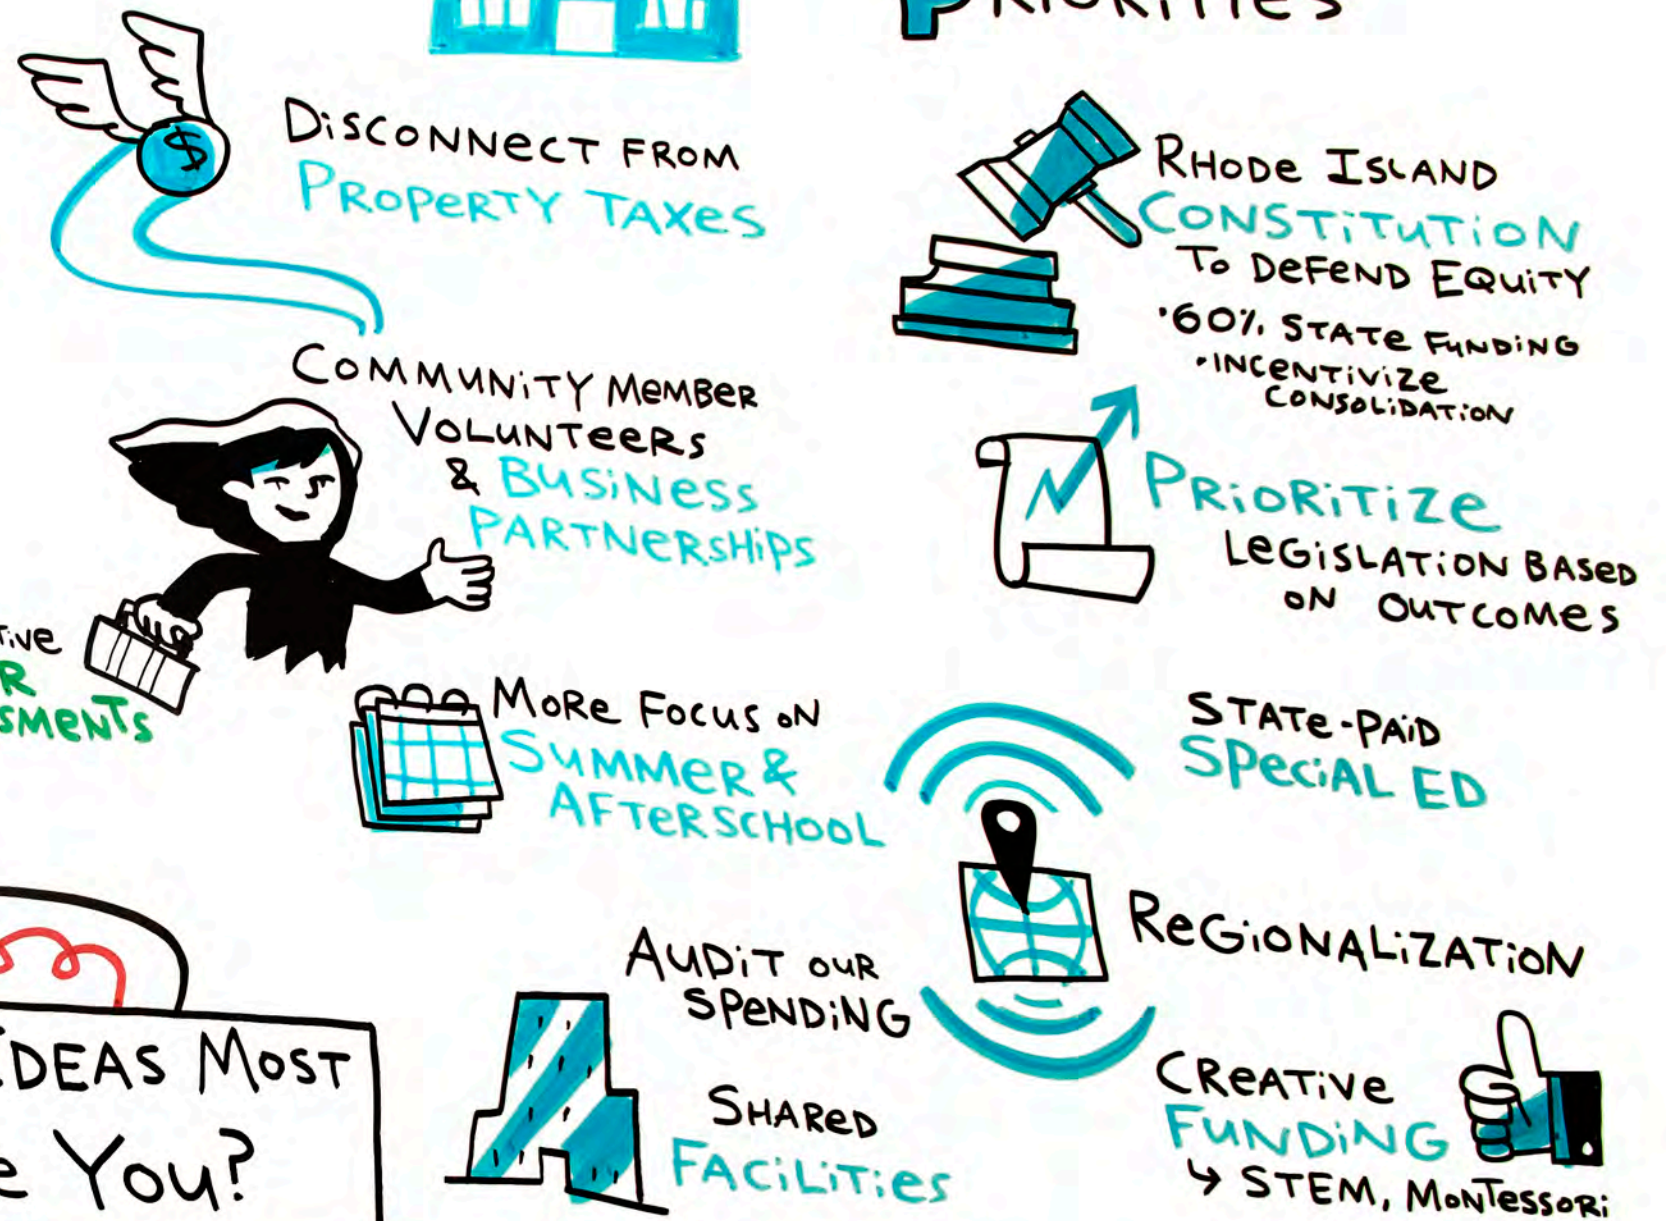 PRIORITIES
$
DISCONNECT FROM
PROPERTY TAXES
COMMUNITY MEMBER
VOLUNTEERS
& BUSINESS
PARTNERSHIPS
MORE FOCUS ON
SUMMER &
AFTERSCHOOL
AUDIT OUR
SPENDING
SHARED
FACILITIES
IDEAS MOST
YOU?
RHODE ISLAND
CONSTITUTION
TO DEFEND EQUITY
• 60% STATE FUNDING
• INCENTIVIZE
CONSOLIDATION
PRIORITIZE
LEGISLATION BASED
ON OUTCOMES
STATE-PAID
SPECIAL ED
REGIONALIZATION
CREATIVE
FUNDING
↳ STEM, MONTESSORI